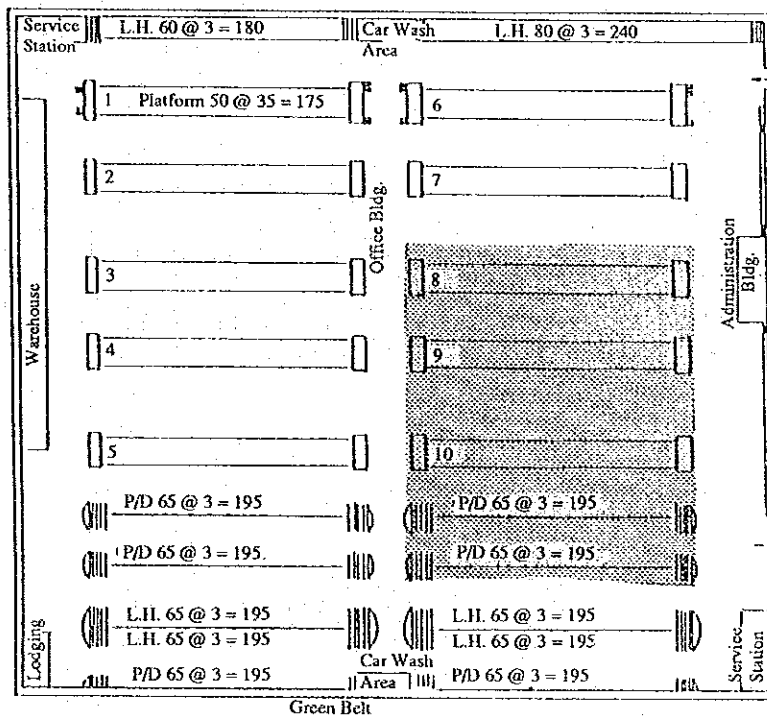 Service
Station
L.H. 60 @ 3 = 180
Car Wash
Area
L.H. 80 @ 3 = 240
1
Platform 50 @ 35 = 175
6
2
7
Office Bldg.
Warehouse
3
8
Administration
Bldg.
4
9
5
10
P/D 65 @ 3 = 195
P/D 65 @ 3 = 195
P/D 65 @ 3 = 195.
P/D 65 @ 3 = 195.
L.H. 65 @ 3 = 195
L.H. 65 @ 3 = 195
L.H. 65 @ 3 = 195
L.H. 65 @ 3 = 195
Lodging
Car Wash
Area
Service
Station
P/D 65 @ 3 = 195
P/D 65 @ 3 = 195
Green Belt